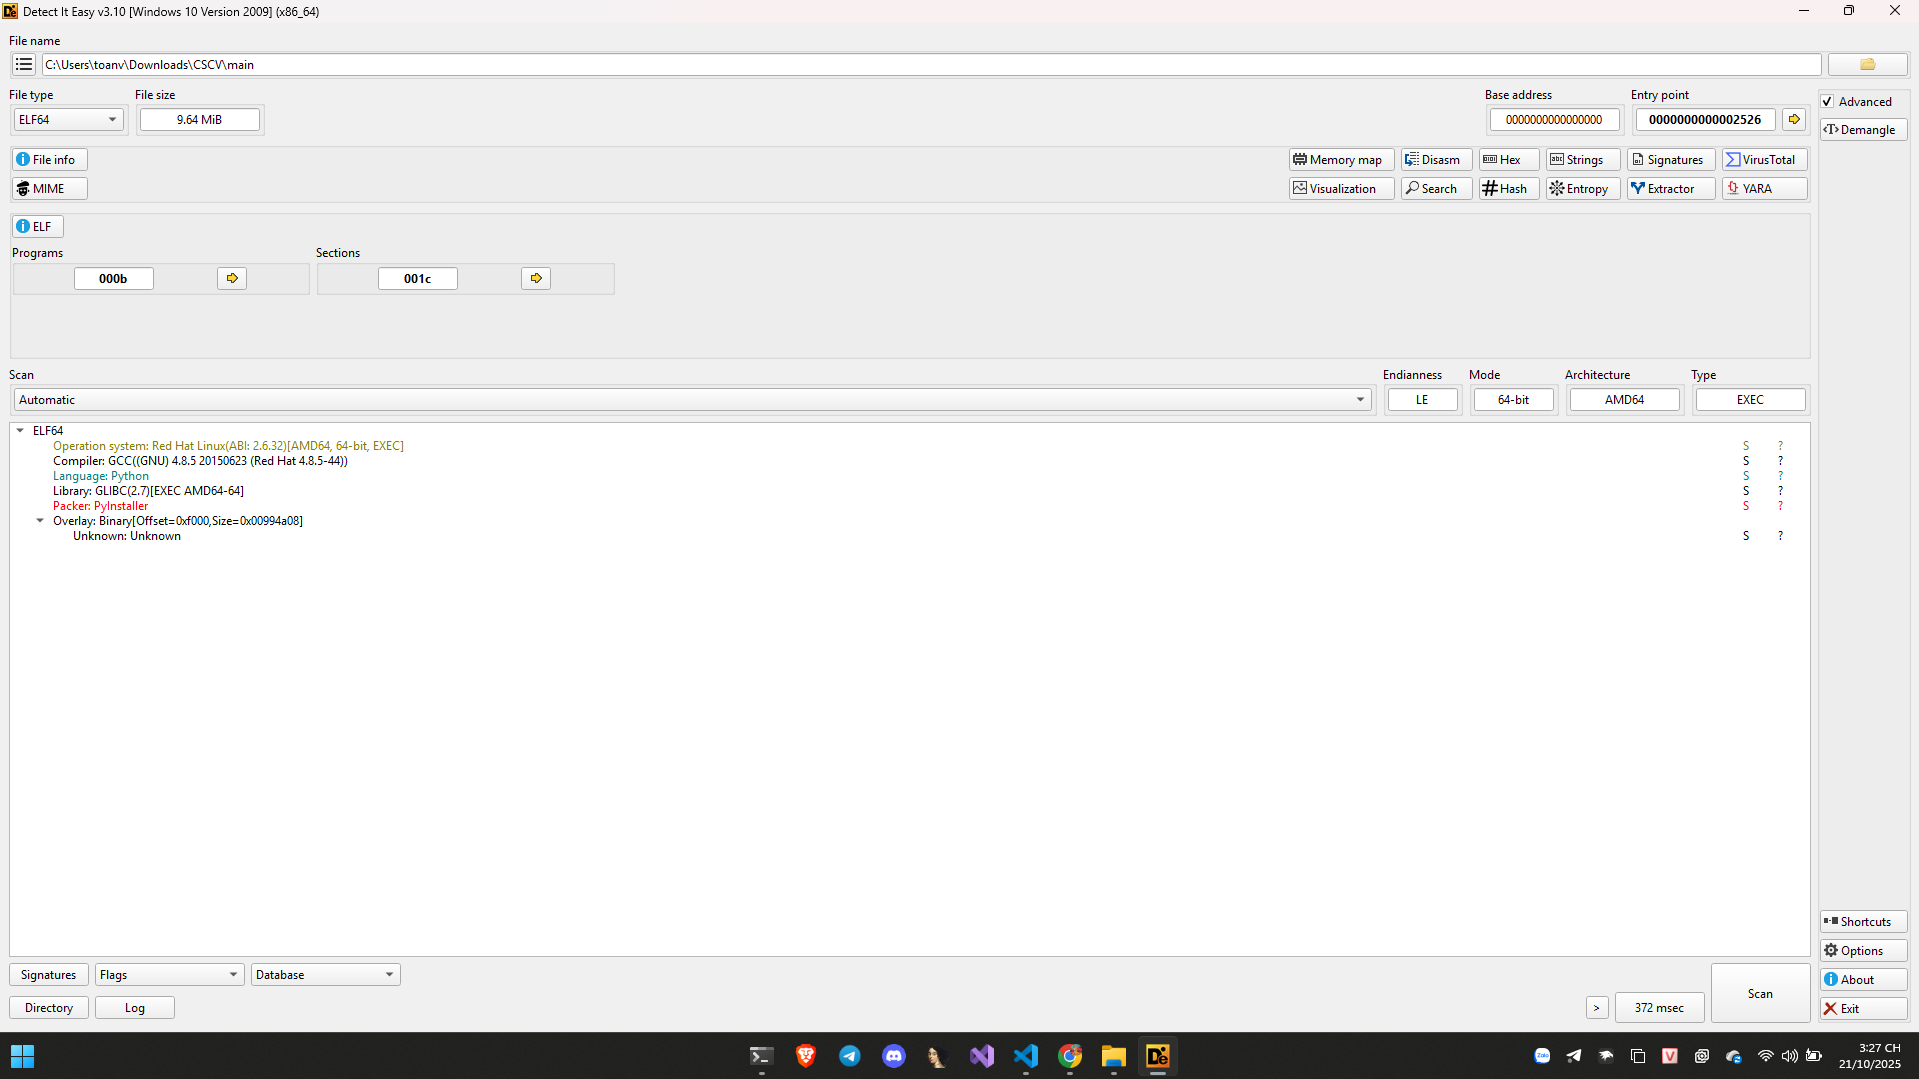 Detect It Easy v3.10 [Windows 10 Version 2009] (x86_64)
File name
C:\Users\toanv\Downloads\CSCV\main
File type
File size
Base address
Entry point
Advanced
ELF64
9.64 MiB
0000000000000000
0000000000002526
Demangle
File info
Memory map
Disasm
Hex
Strings
Signatures
VirusTotal
MIME
Visualization
Search
Hash
Entropy
Extractor
YARA
ELF
Programs
Sections
000b
001c
Scan
Endianness
Mode
Architecture
Type
Automatic
LE
64-bit
AMD64
EXEC
ELF64
Operation system: Red Hat Linux(ABI: 2.6.32)[AMD64, 64-bit, EXEC]
S ?
Compiler: GCC((GNU) 4.8.5 20150623 (Red Hat 4.8.5-44))
S ?
Language: Python
S ?
Library: GLIBC(2.7)[EXEC AMD64-64]
S ?
Packer: PyInstaller
S ?
Overlay: Binary[Offset=0xf000,Size=0x00994a08]
Unknown: Unknown
S ?
Shortcuts
Options
About
Exit
Signatures
Flags
Database
Directory
Log
>
372 msec
Scan
3:27 CH
21/10/2025